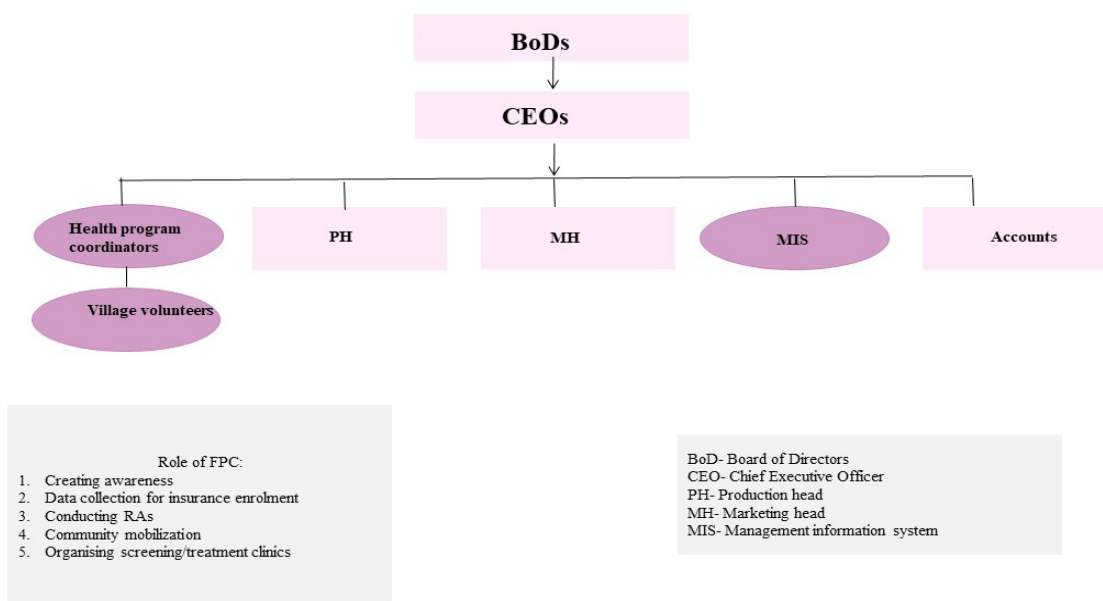 BoDs
CEOs
Health program
coordinators
PH
MH
MIS
Accounts
Village volunteers
Role of FPC:
1. Creating awareness
2. Data collection for insurance enrolment
3. Conducting RAs
4. Community mobilization
5. Organising screening/treatment clinics
BoD- Board of Directors
CEO- Chief Executive Officer
PH- Production head
MH- Marketing head
MIS- Management information system